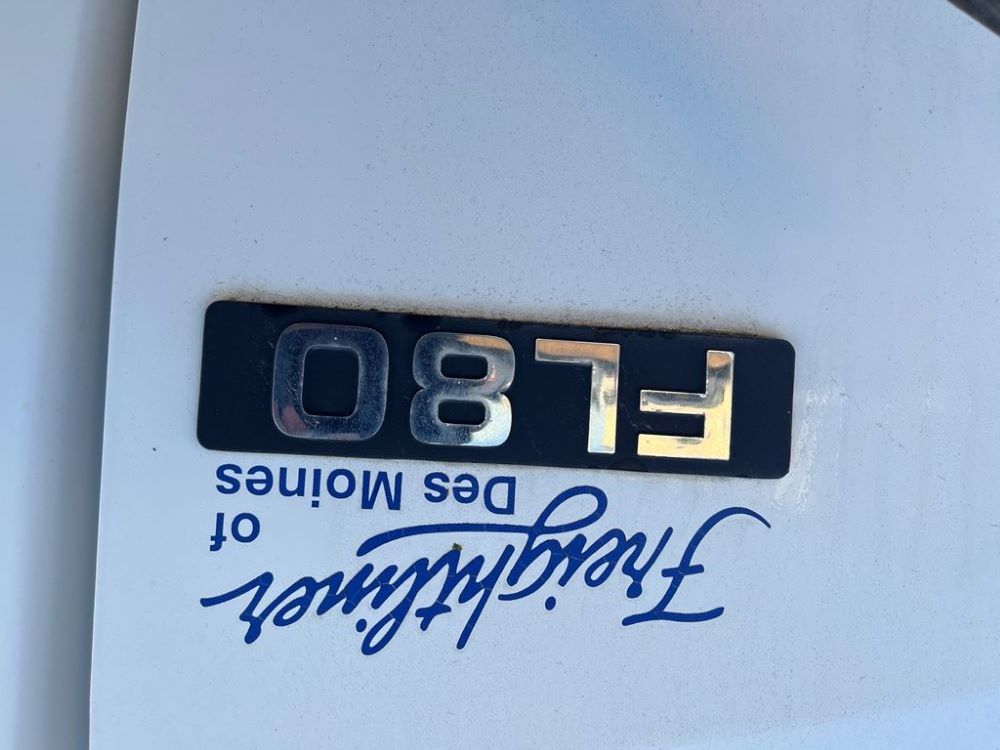 Freightliner
of
Des Moines
FL80